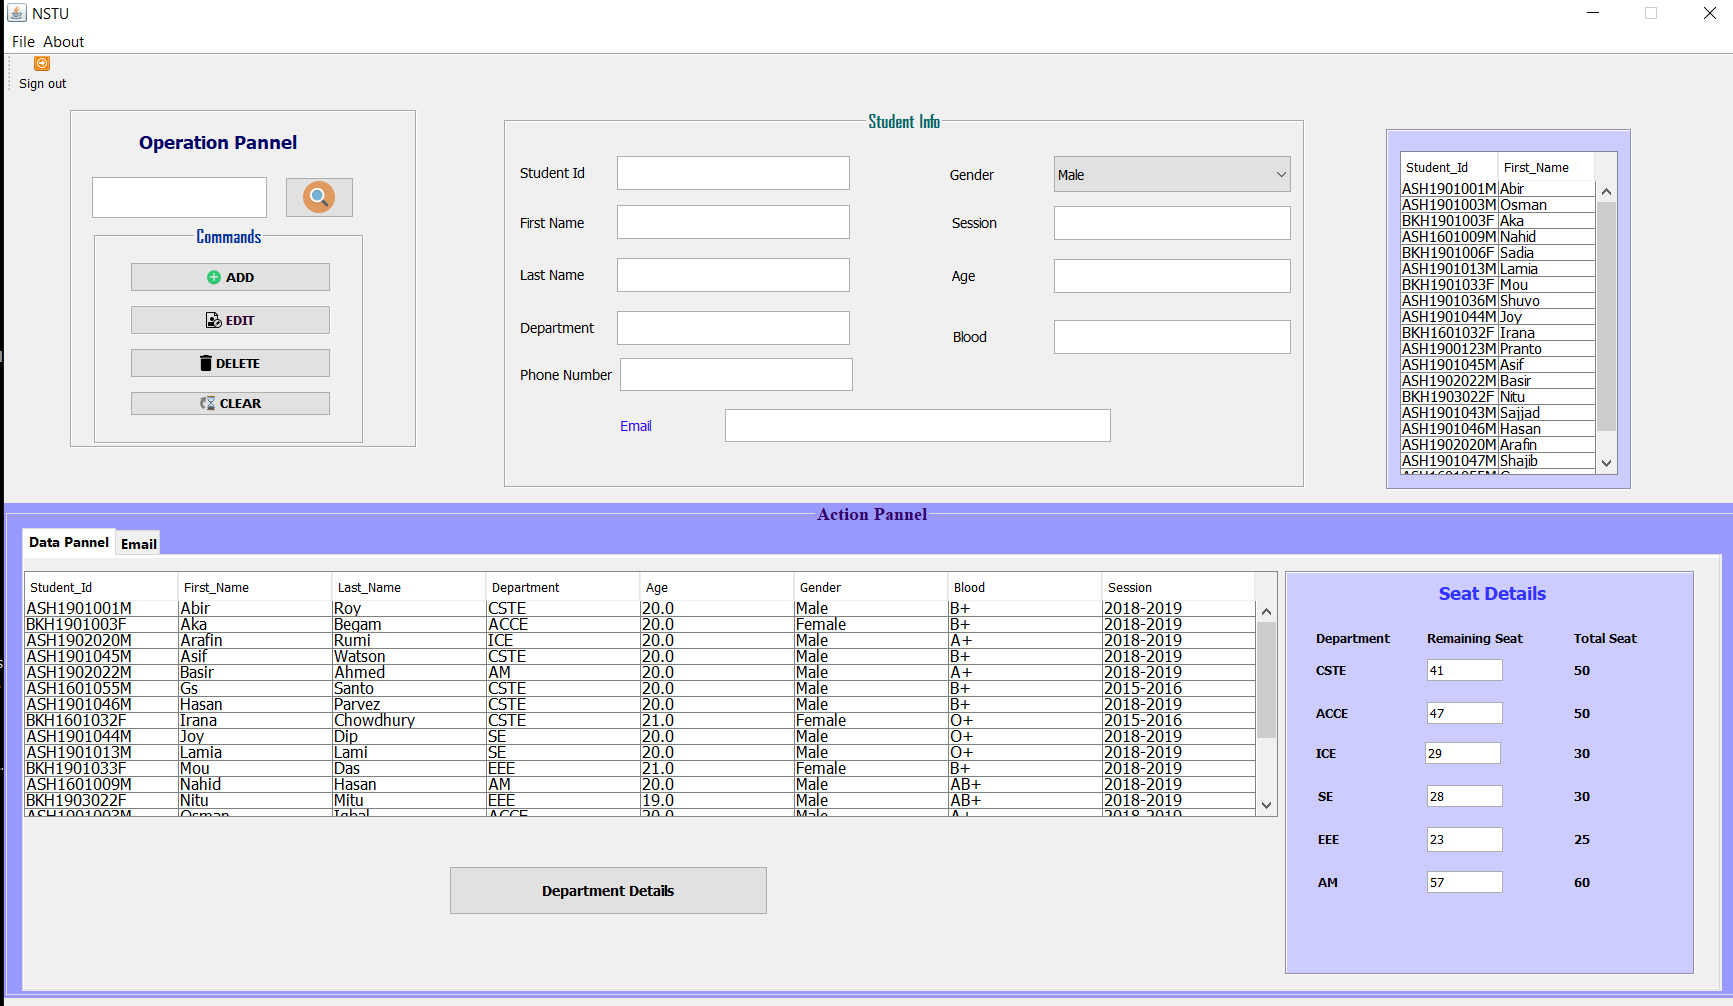 NSTU
File About
Sign out
Operation Pannel
Commands
ADD
EDIT
DELETE
CLEAR
Student Info
Student Id
First Name
Last Name
Department
Phone Number
Email
Gender Male
Session
Age
Blood
Student_Id First_Name
ASH1901001M Abir
ASH1901003M Osman
BKH1901003F Aka
ASH1601009M Nahid
BKH1901006F Sadia
ASH1901013M Lamia
BKH1901033F Mou
ASH1901036M Shuvo
ASH1901044M Joy
BKH1601032F Irana
ASH1900123M Pranto
ASH1901045M Asif
ASH1902022M Basir
BKH1903022F Nitu
ASH1901043M Sajjad
ASH1901046M Hasan
ASH1902020M Arafin
ASH1901047M Shajib
Action Pannel
Data Pannel Email
Student_Id First_Name Last_Name Department Age Gender Blood Session
ASH1901001M Abir Roy CSTE 20.0 Male B+ 2018-2019
BKH1901003F Aka Begam ACCE 20.0 Female B+ 2018-2019
ASH1902020M Arafin Rumi ICE 20.0 Male A+ 2018-2019
ASH1901045M Asif Watson CSTE 20.0 Male B+ 2018-2019
ASH1902022M Basir Ahmed AM 20.0 Male A+ 2018-2019
ASH1601055M Gs Santo CSTE 20.0 Male B+ 2015-2016
ASH1901046M Hasan Parvez CSTE 20.0 Male B+ 2018-2019
BKH1601032F Irana Chowdhury CSTE 21.0 Female O+ 2015-2016
ASH1901044M Joy Dip SE 20.0 Male O+ 2018-2019
ASH1901013M Lamia Lami SE 20.0 Male O+ 2018-2019
BKH1901033F Mou Das EEE 21.0 Female B+ 2018-2019
ASH1601009M Nahid Hasan AM 20.0 Male AB+ 2018-2019
BKH1903022F Nitu Mitu EEE 19.0 Male AB+ 2018-2019
ASH1901003M Osman Iqbal ACCE 20.0 Male A+ 2018-2019
Department Details
Seat Details
Department Remaining Seat Total Seat
CSTE 41 50
ACCE 47 50
ICE 29 30
SE 28 30
EEE 23 25
AM 57 60